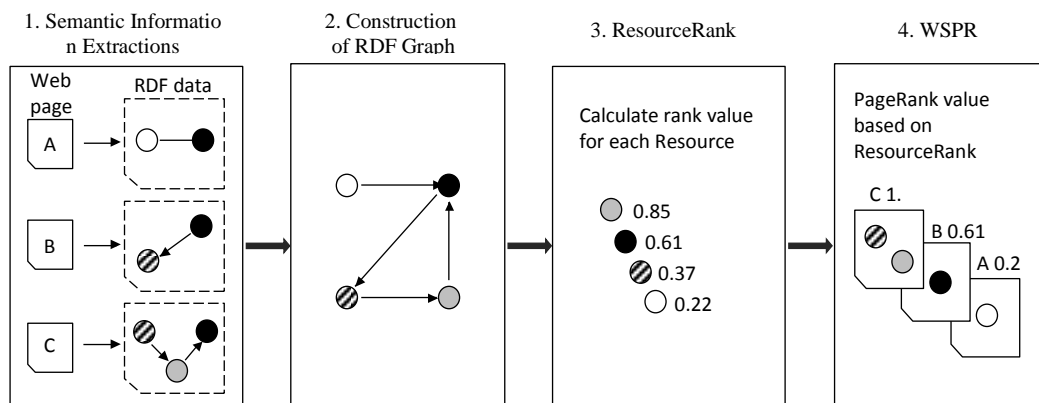 1. Semantic Informatio
n Extractions
2. Construction
of RDF Graph
3. ResourceRank
4. WSPR
Web
page
RDF data
A
B
C
Calculate rank value
for each Resource
0.85
0.61
0.37
0.22
PageRank value
based on
ResourceRank
C 1.
B 0.61
A 0.2